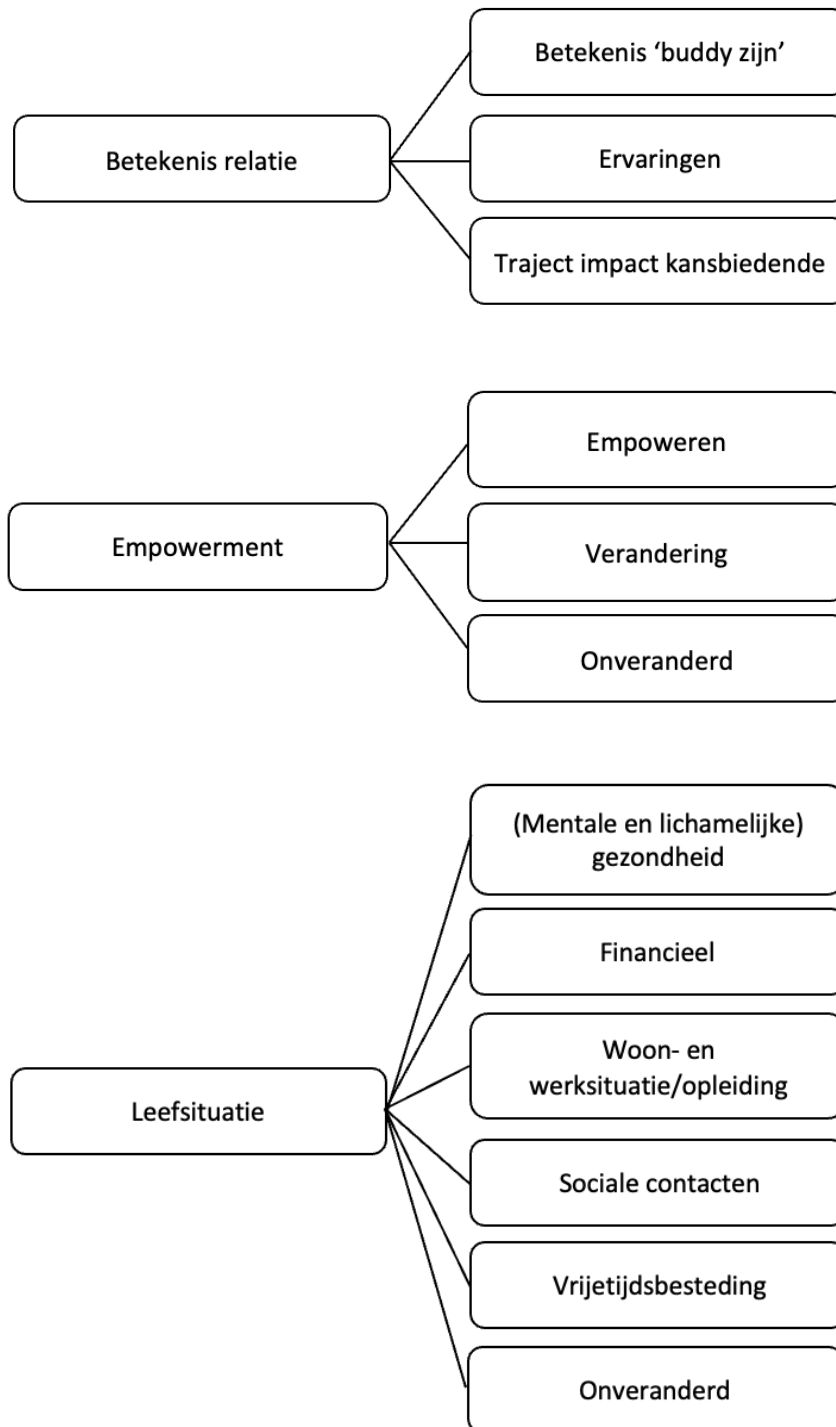 Betekenis ‘buddy zijn’
Betekenis relatie
Ervaringen
Traject impact kansbiedende
Empoweren
Empowerment
Verandering
Onveranderd
(Mentale en lichamelijke)
gezondheid
Financieel
Woon- en
werksituatie/opleiding
Leefsituatie
Sociale contacten
Vrijetijdsbesteding
Onveranderd